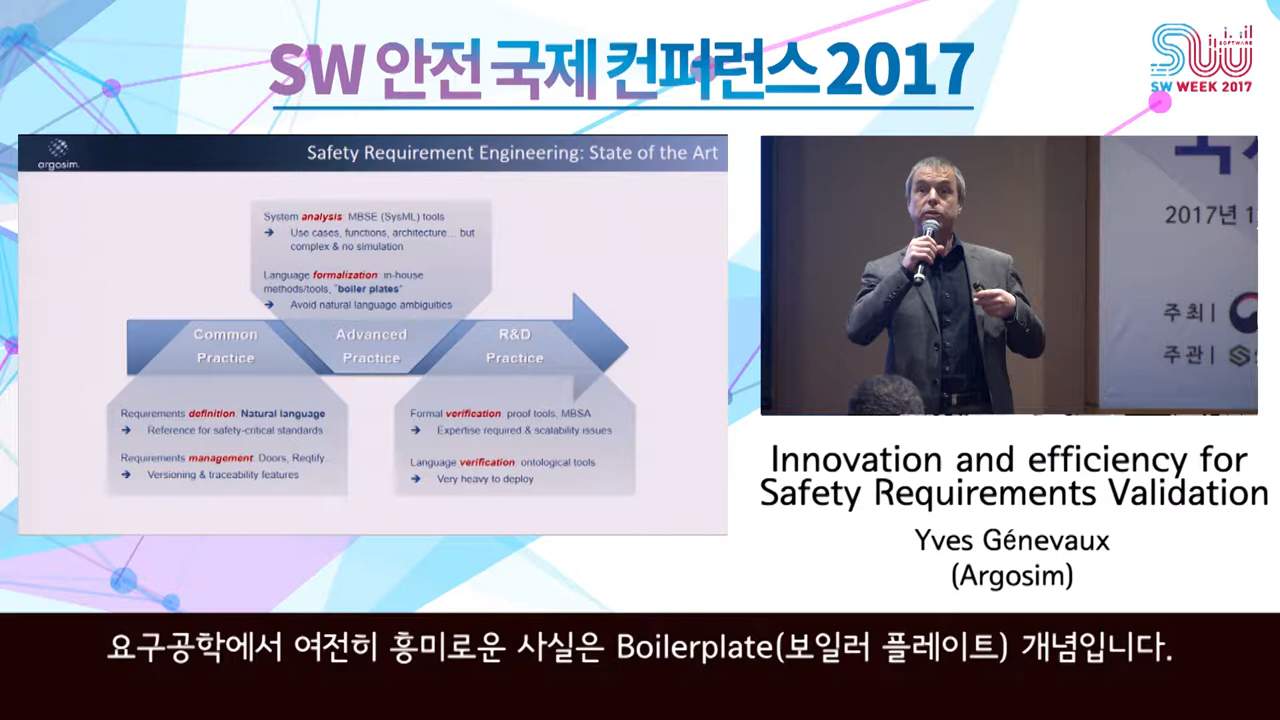 SW 안전 국제 컨퍼런스 2017
SOFTWARE
SW WEEK 2017
argosim
Safety Requirement Engineering: State of the Art
System analysis: MBSE (SysML) tools
➔ Use cases, functions, architecture... but
complex & no simulation
Language formalization: in-house
methods/tools, "boiler plates"
➔ Avoid natural language ambiguities
Common
Practice
Advanced
Practice
R&D
Practice
Requirements definition: Natural language
➔ Reference for safety-critical standards
Requirements management: Doors, Reqtify...
➔ Versioning & traceability features
Formal verification: proof tools, MBSA
➔ Expertise required & scalability issues
Language verification: ontological tools
➔ Very heavy to deploy
2017년 1
주최 |
주관 |
Innovation and efficiency for
Safety Requirements Validation
Yves Génevaux
(Argosim)
요구공학에서 여전히 흥미로운 사실은 Boilerplate(보일러 플레이트) 개념입니다.